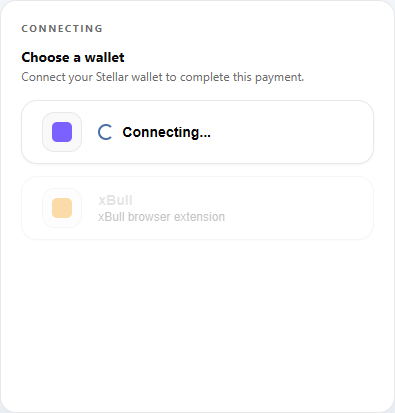 CONNECTING
Choose a wallet
Connect your Stellar wallet to complete this payment.
Connecting...
xBull
xBull browser extension